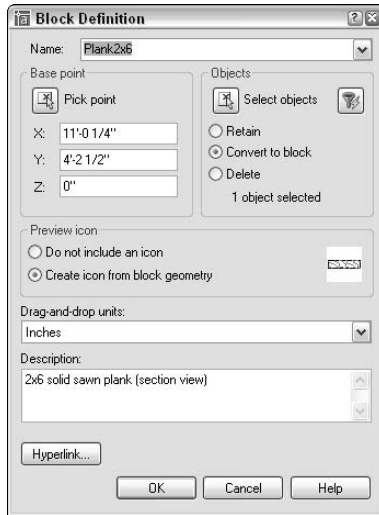 Block Definition
Name: Plank2x6
Base point
Pick point
X: 11'-0 1/4"
Y: 4'-2 1/2"
Z: 0"
Objects
Select objects
Retain
Convert to block
Delete
1 object selected
Preview icon
Do not include an icon
Create icon from block geometry
Drag-and-drop units:
Inches
Description:
2x6 solid sawn plank (section view)
Hyperlink...
OK Cancel Help